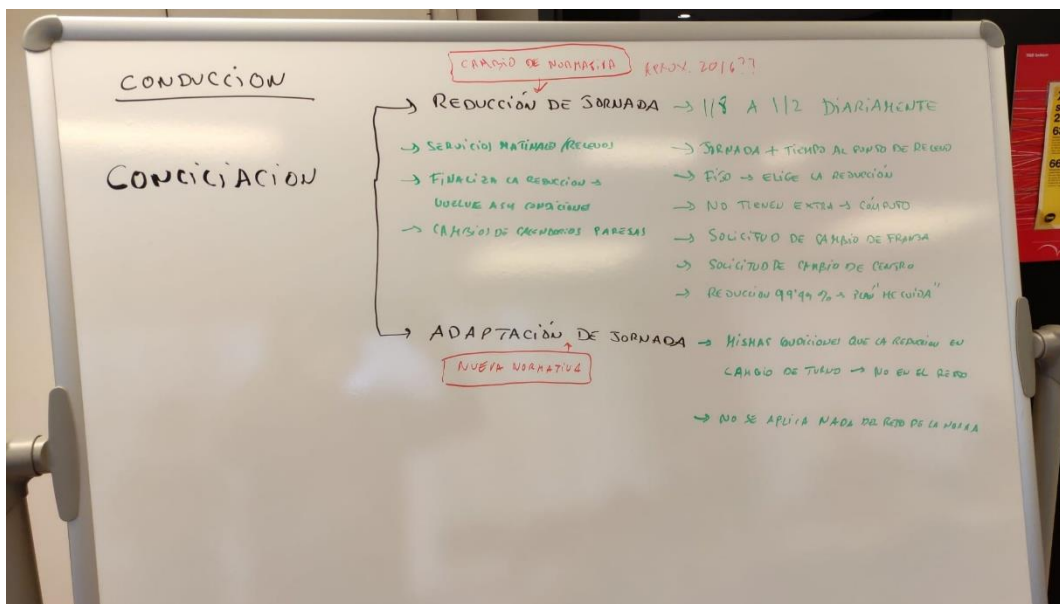 CONDUCCION
CAMBIO DE NORMATIVA
APROX. 2016??
REDUCCIÓN DE JORNADA → 1/8 A 1/2 DIARIAMENTE
→ SERVICIOS MATINALES / RELEVOS
→ FINALIZA LA REDUCCION →
VUELVE A SU CONDICIONES
→ CAMBIOS DE CALENDARIOS PAREJAS
→ JORNADA + TIEMPO AL PUNTO DE RELEVO
→ FIJO → ELIGE LA REDUCCIÓN
→ NO TIENEN EXTRA → CÓMPUTO
→ SOLICITUD DE CAMBIO DE FRANJA
→ SOLICITUD DE CAMBIO DE CENTRO
→ REDUCCION 99'99 % → PLAN "ME CUIDA"
CONCILIACION
ADAPTACIÓN DE JORNADA → MISMAS CONDICIONES QUE LA REDUCCION EN
CAMBIO DE TURNO → NO EN EL RESTO
NUEVA NORMATIVA
→ NO SE APLICA NADA DEL RESTO DE LA NORMA